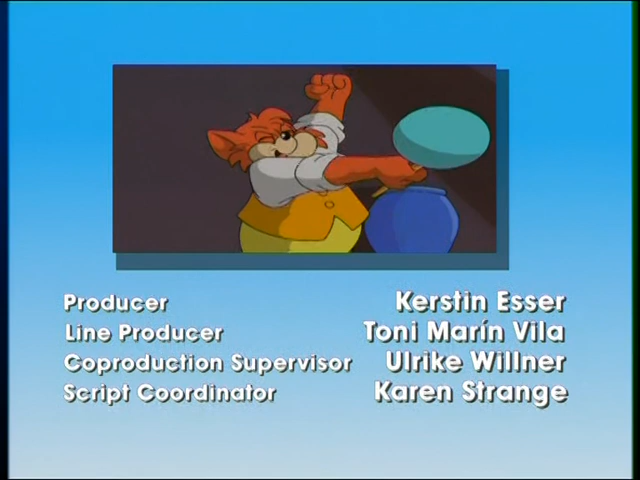 Producer Kerstin Esser
Line Producer Toni Marín Vila
Coproduction Supervisor Ulrike Willner
Script Coordinator Karen Strange